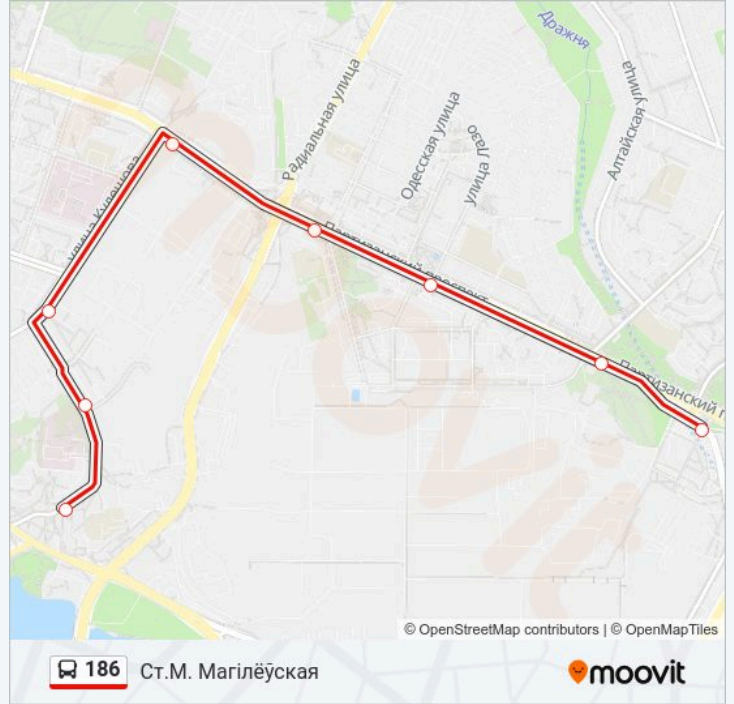 Дражня
Радиальная улица
Алтайская улица
Одесская улица
улица Лазо
улица Кулешова
Партизанский проспект
Партизанский п
© OpenStreetMap contributors | © OpenMapTiles
186 Ст.М. Магілёўская
moovit